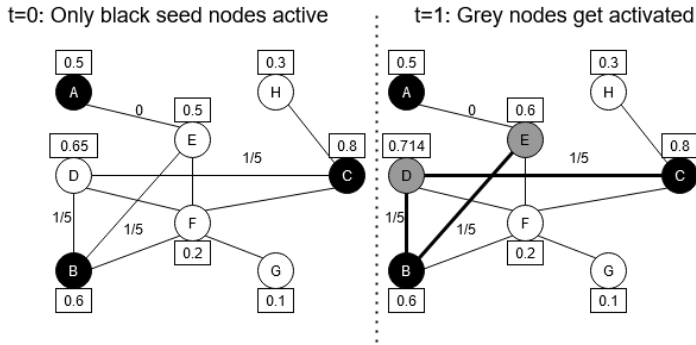 t=0: Only black seed nodes active
0.5
A
0
0.5
E
0.3
H
0.65
D
1/5
0.8
C
1/5
1/5
F
0.2
B
0.6
G
0.1
t=1: Grey nodes get activated
0.5
A
0
0.6
E
0.3
H
0.714
D
1/5
0.8
C
1/5
1/5
F
0.2
B
0.6
G
0.1